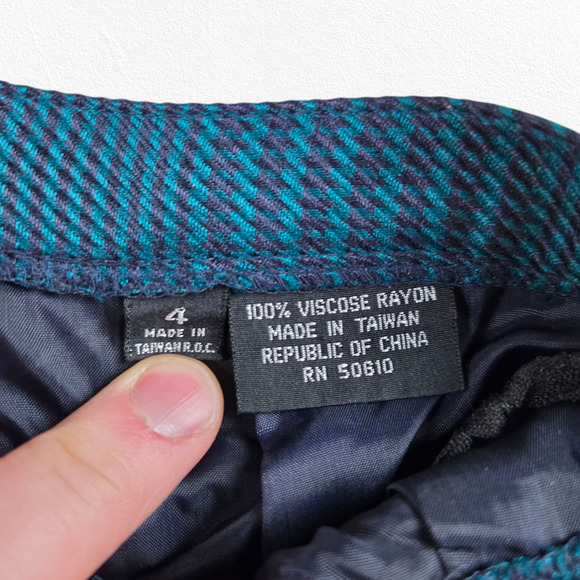 4
MADE IN
TAIWAN R.O.C.
100% VISCOSE RAYON
MADE IN TAIWAN
REPUBLIC OF CHINA
RN 50610